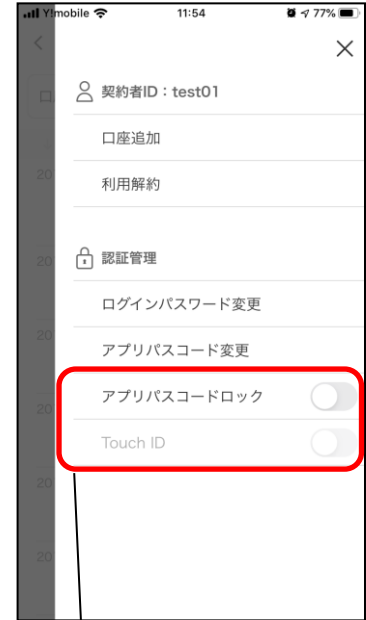 Y!mobile 11:54 77%
契約者ID：test01
口座追加
利用解約
認証管理
ログインパスワード変更
アプリパスコード変更
アプリパスコードロック
Touch ID